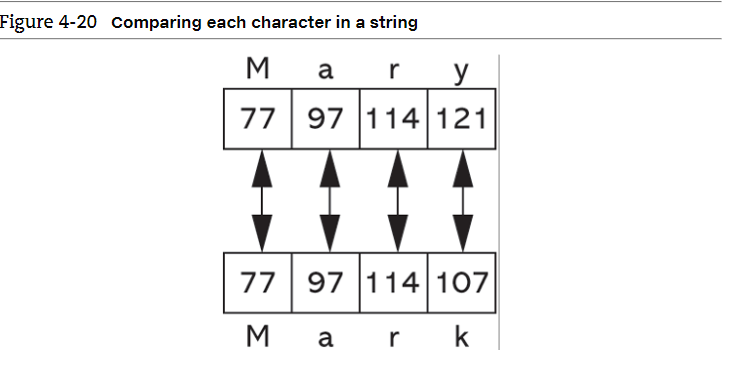 Figure 4-20 Comparing each character in a string
M a r y
77 97 114 121
77 97 114 107
M a r k